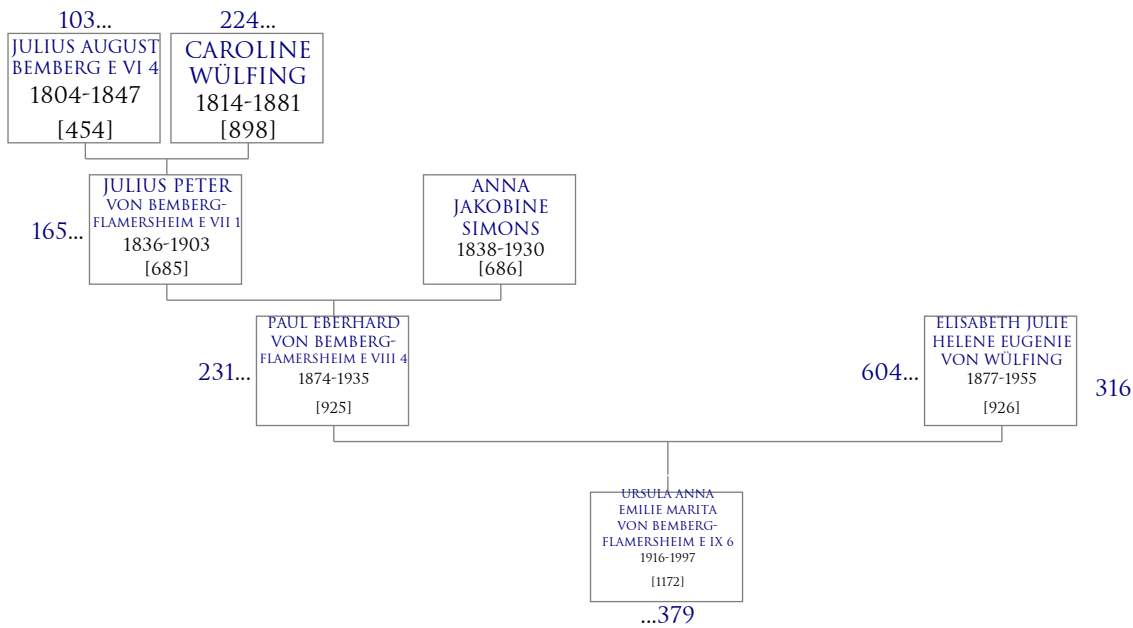 103...
JULIUS AUGUST
BEMBERG E VI 4
1804-1847
[454]
224...
CAROLINE
WÜLFING
1814-1881
[898]
165...
JULIUS PETER
VON BEMBERG-
FLAMERSHEIM E VII 1
1836-1903
[685]
ANNA
JAKOBINE
SIMONS
1838-1930
[686]
231...
PAUL EBERHARD
VON BEMBERG-
FLAMERSHEIM E VIII 4
1874-1935
[925]
604...
ELISABETH JULIE
HELENE EUGENIE
VON WÜLFING
1877-1955
[926]
316
URSULA ANNA
EMILIE MARITA
VON BEMBERG-
FLAMERSHEIM E IX 6
1916-1997
[1172]
...379